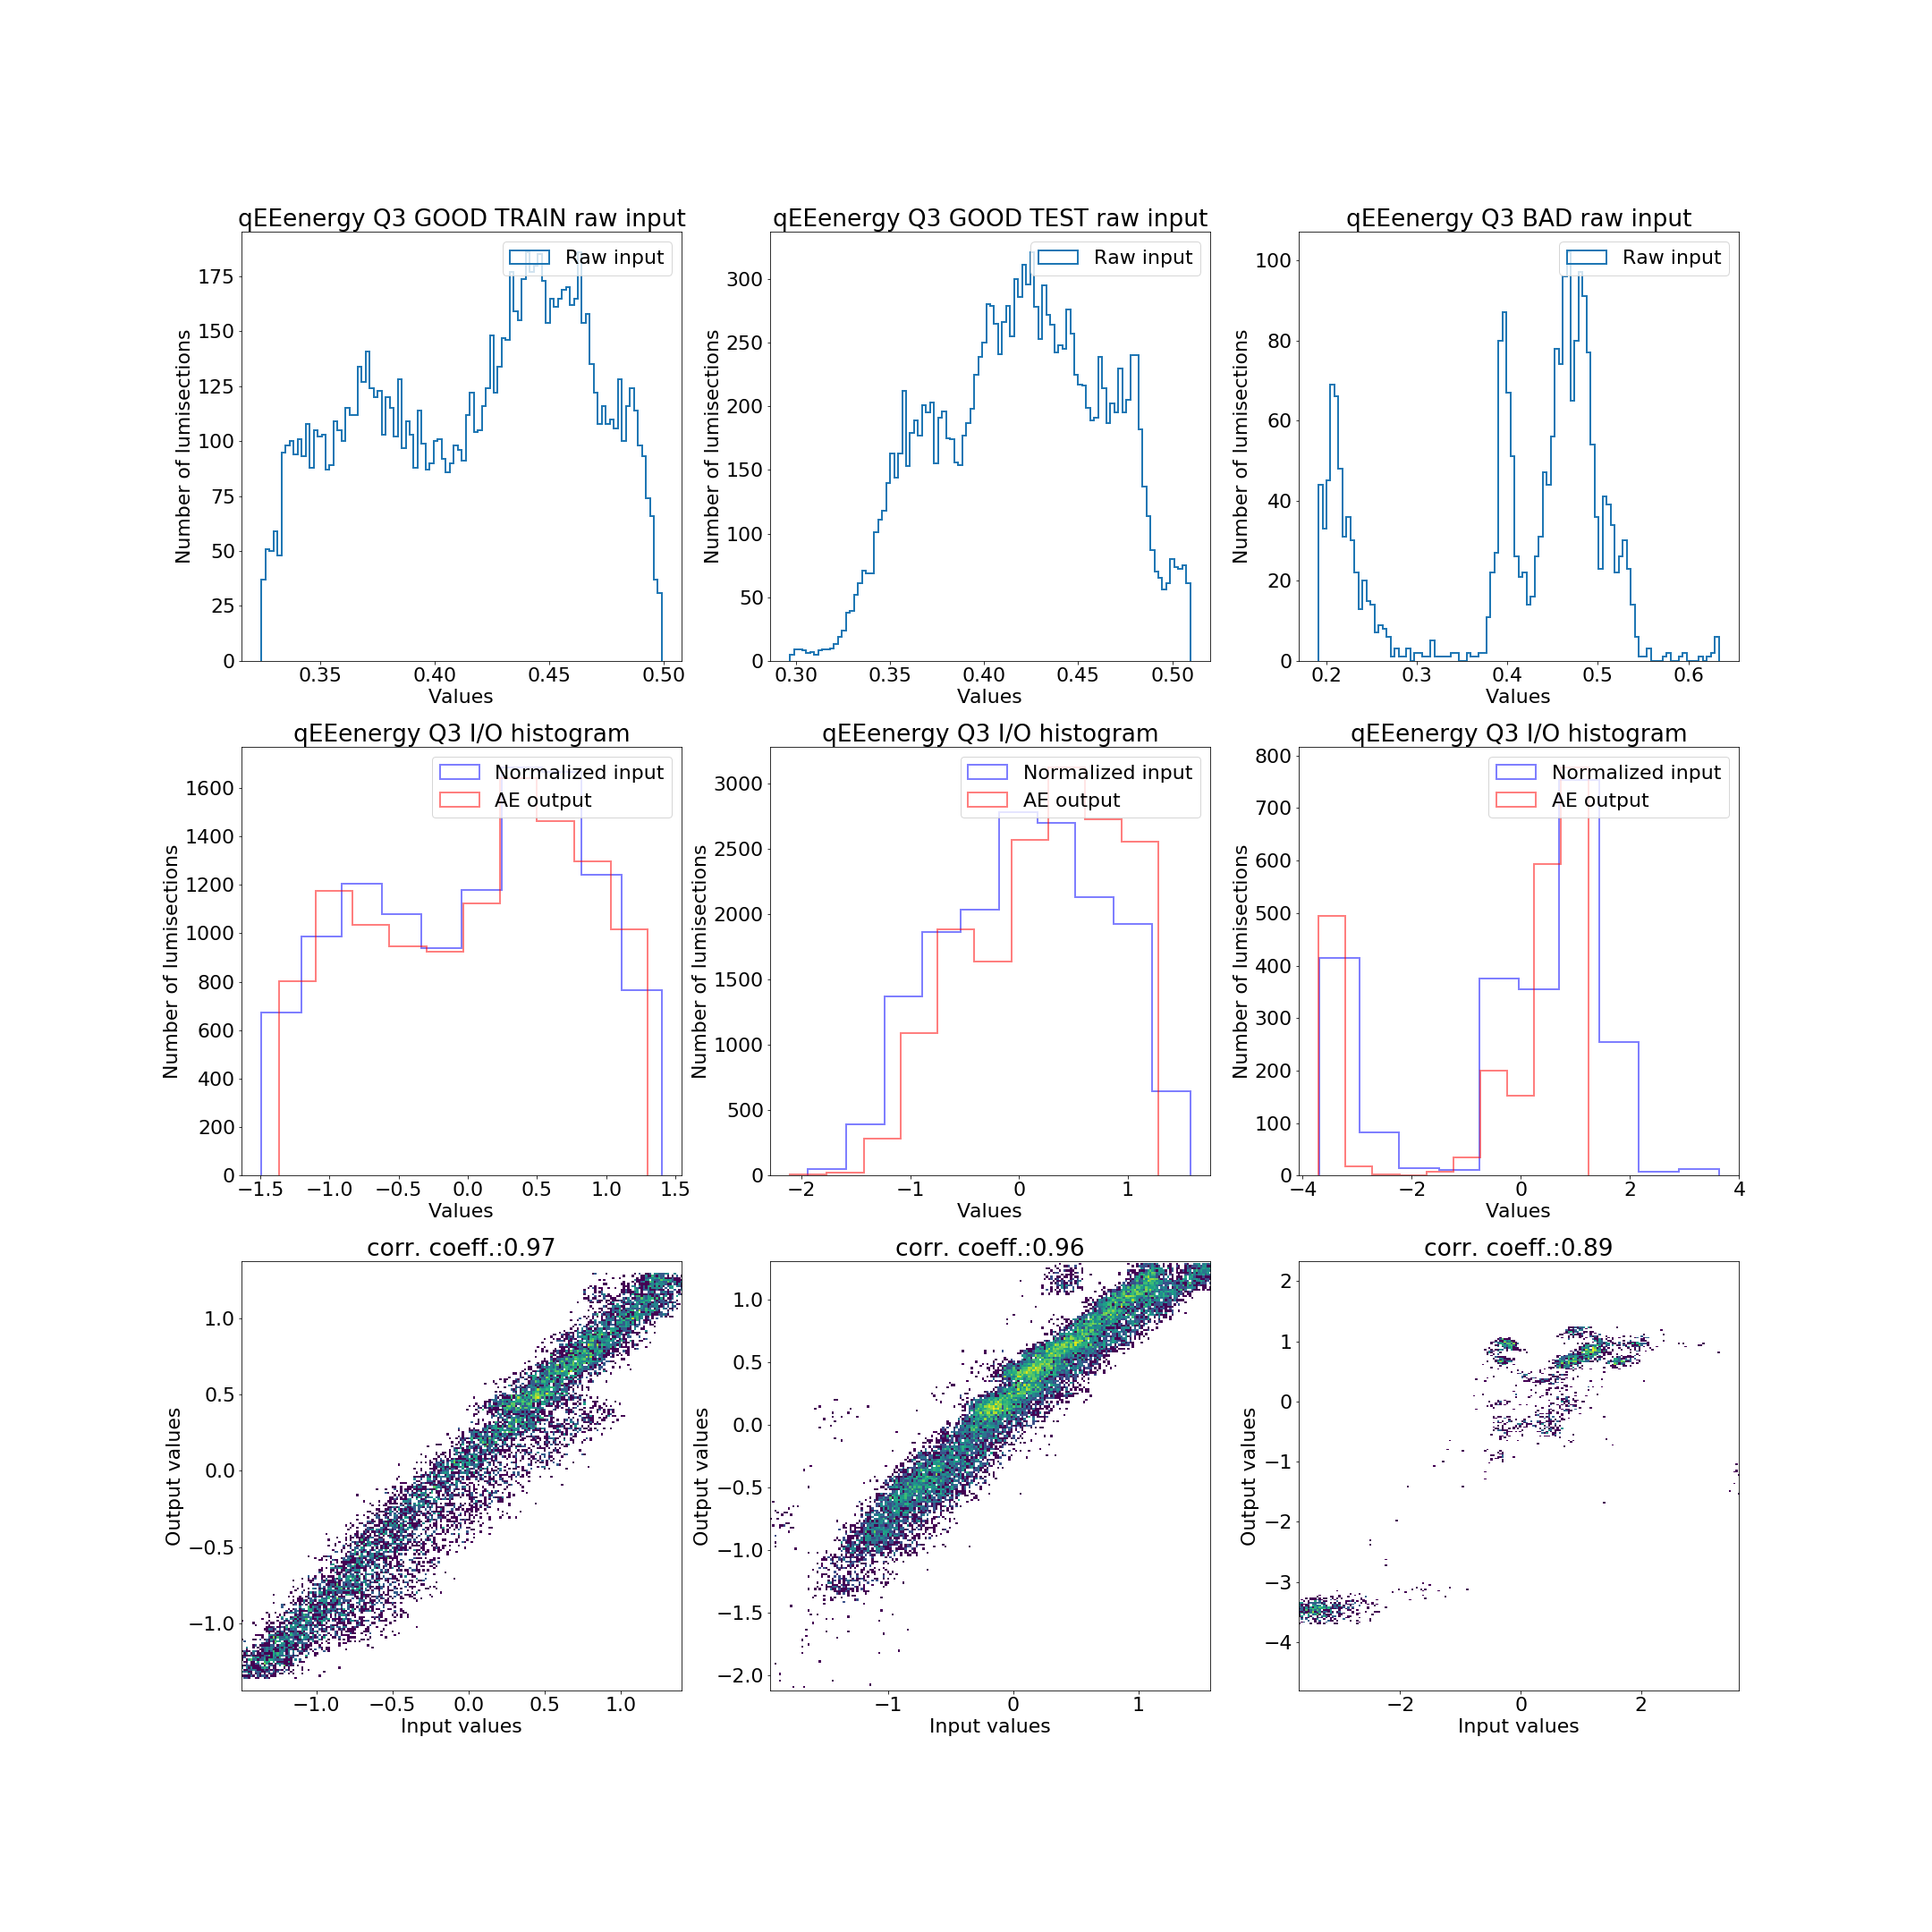 qEEenergy Q3 GOOD TRAIN raw input
Number of lumisections
175
150
125
100
75
50
25
0
Raw input
0.35 0.40 0.45 0.50
Values
qEEenergy Q3 GOOD TEST raw input
Number of lumisections
300
250
200
150
100
50
0
Raw input
0.30 0.35 0.40 0.45 0.50
Values
qEEenergy Q3 BAD raw input
Number of lumisections
100
80
60
40
20
0
Raw input
0.2 0.3 0.4 0.5 0.6
Values
qEEenergy Q3 I/O histogram
Number of lumisections
1600
1400
1200
1000
800
600
400
200
0
Normalized input
AE output
−1.5 −1.0 −0.5 0.0 0.5 1.0 1.5
Values
qEEenergy Q3 I/O histogram
Number of lumisections
3000
2500
2000
1500
1000
500
0
Normalized input
AE output
−2 −1 0 1
Values
qEEenergy Q3 I/O histogram
Number of lumisections
800
700
600
500
400
300
200
100
0
Normalized input
AE output
−4 −2 0 2 4
Values
corr. coeff.:0.97
Output values
1.0
0.5
0.0
−0.5
−1.0
−1.0 −0.5 0.0 0.5 1.0
Input values
corr. coeff.:0.96
Output values
1.0
0.5
0.0
−0.5
−1.0
−1.5
−2.0
−1 0 1
Input values
corr. coeff.:0.89
Output values
2
1
0
−1
−2
−3
−4
−2 0 2
Input values